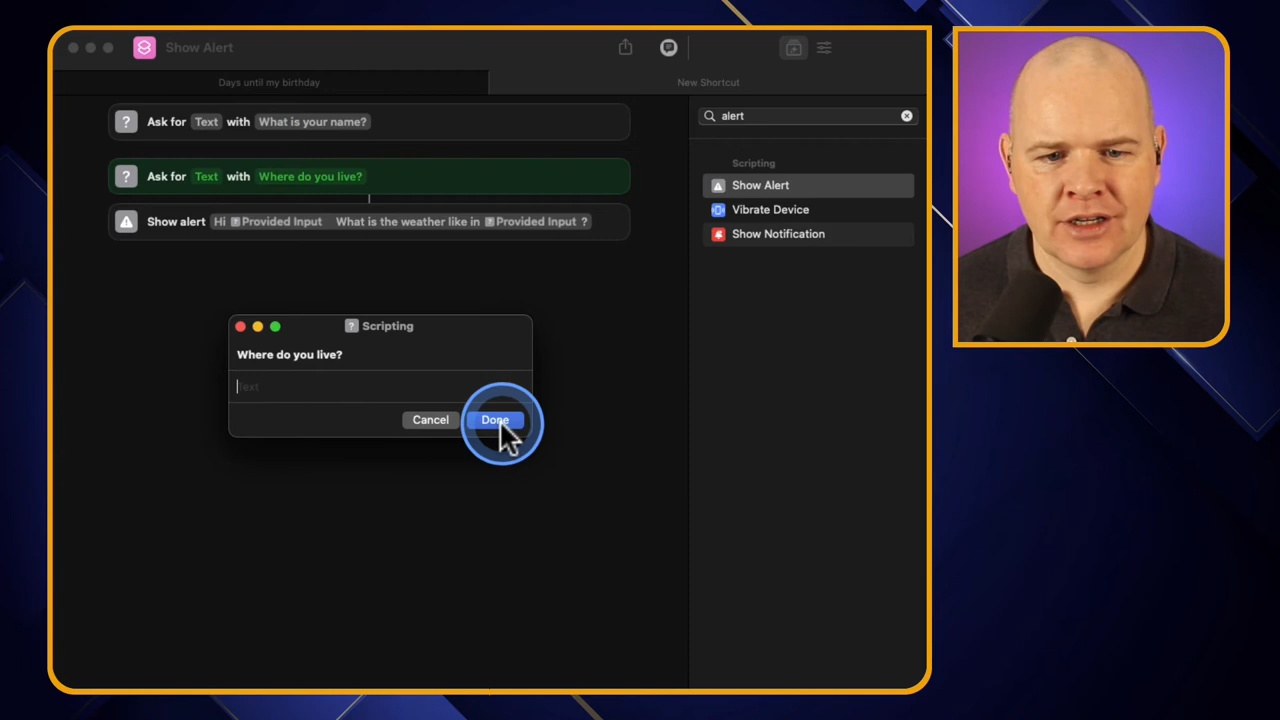 Show Alert
Days until my birthday
New Shortcut
Ask for Text with What is your name?
Ask for Text with Where do you live?
Show alert Hi Provided Input What is the weather like in Provided Input ?
alert
Scripting
Show Alert
Vibrate Device
Show Notification
Scripting
Where do you live?
Text
Cancel
Done